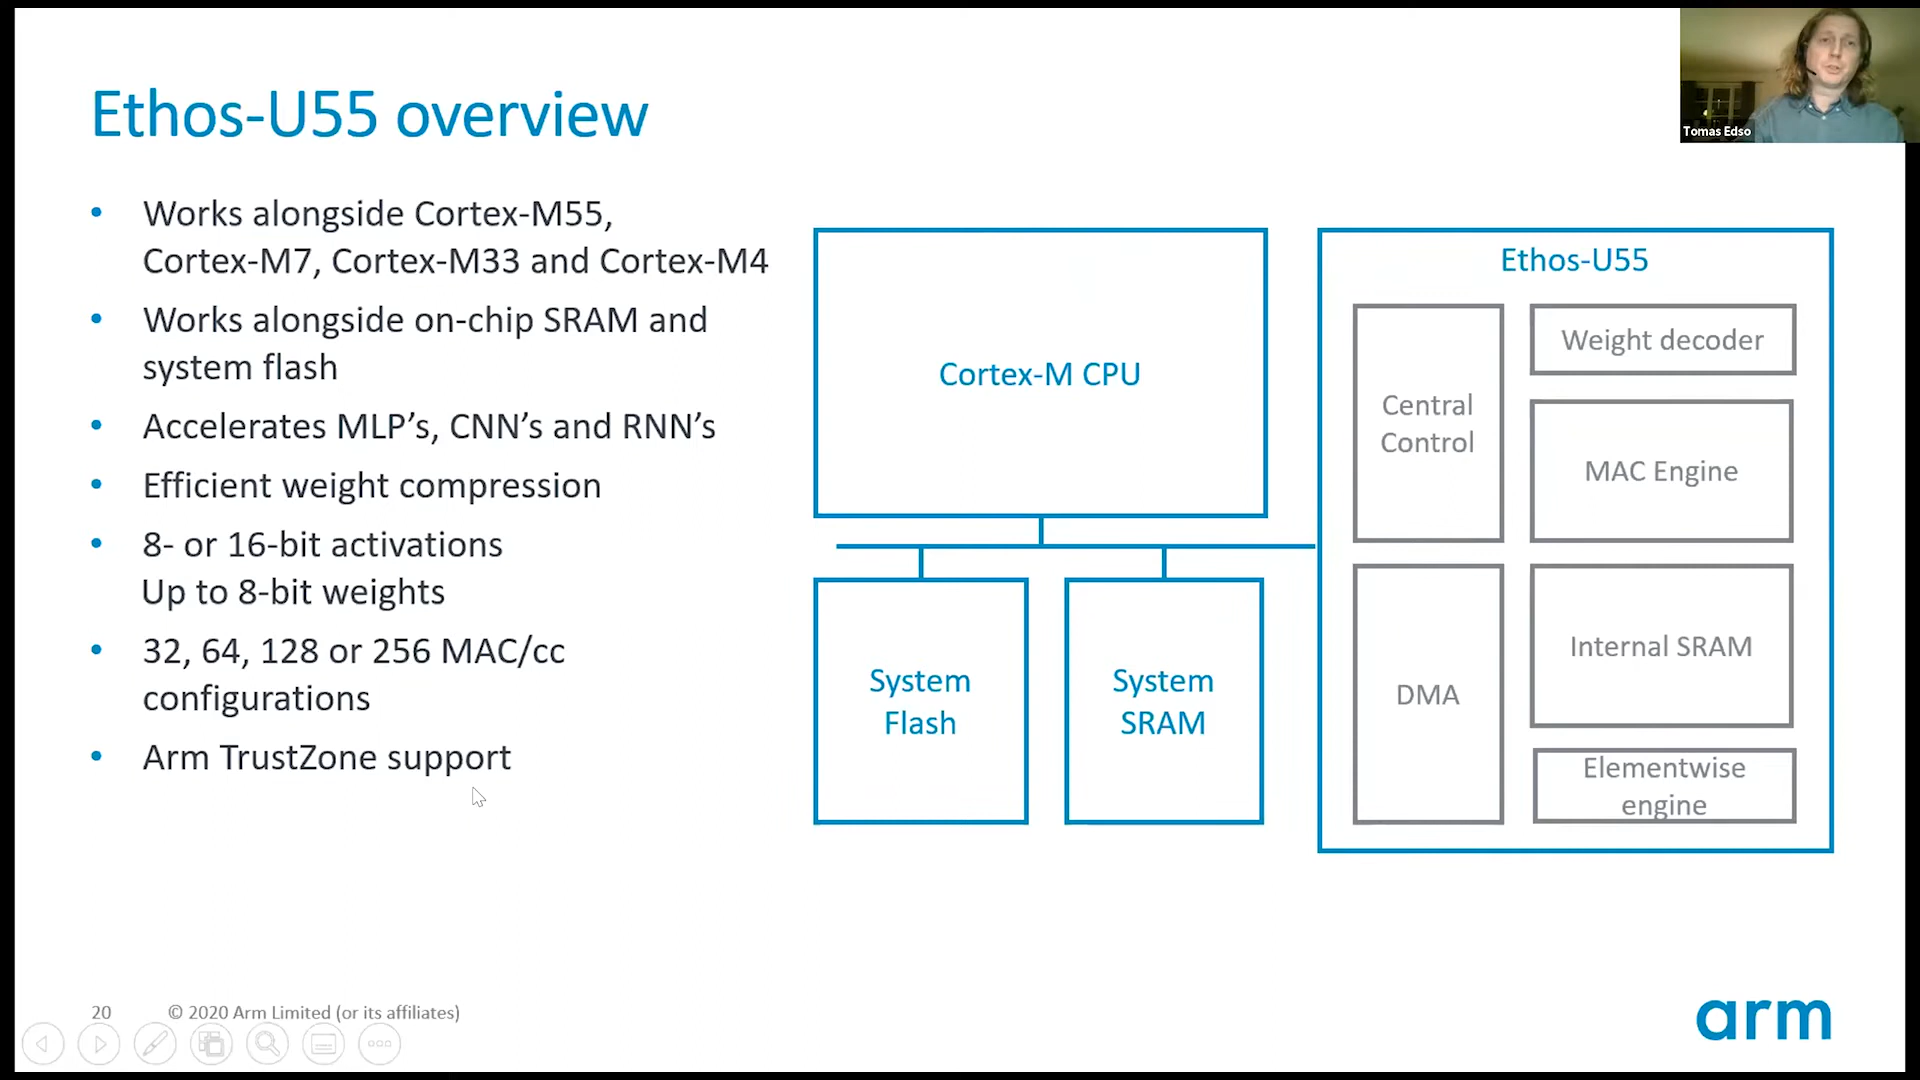 Ethos-U55 overview
Tomas Edso
• Works alongside Cortex-M55,
Cortex-M7, Cortex-M33 and Cortex-M4
• Works alongside on-chip SRAM and
system flash
• Accelerates MLP's, CNN's and RNN's
• Efficient weight compression
• 8- or 16-bit activations
Up to 8-bit weights
• 32, 64, 128 or 256 MAC/cc
configurations
• Arm TrustZone support
Cortex-M CPU
System
Flash
System
SRAM
Ethos-U55
Central
Control
Weight decoder
MAC Engine
DMA
Internal SRAM
Elementwise
engine
20
© 2020 Arm Limited (or its affiliates)
arm